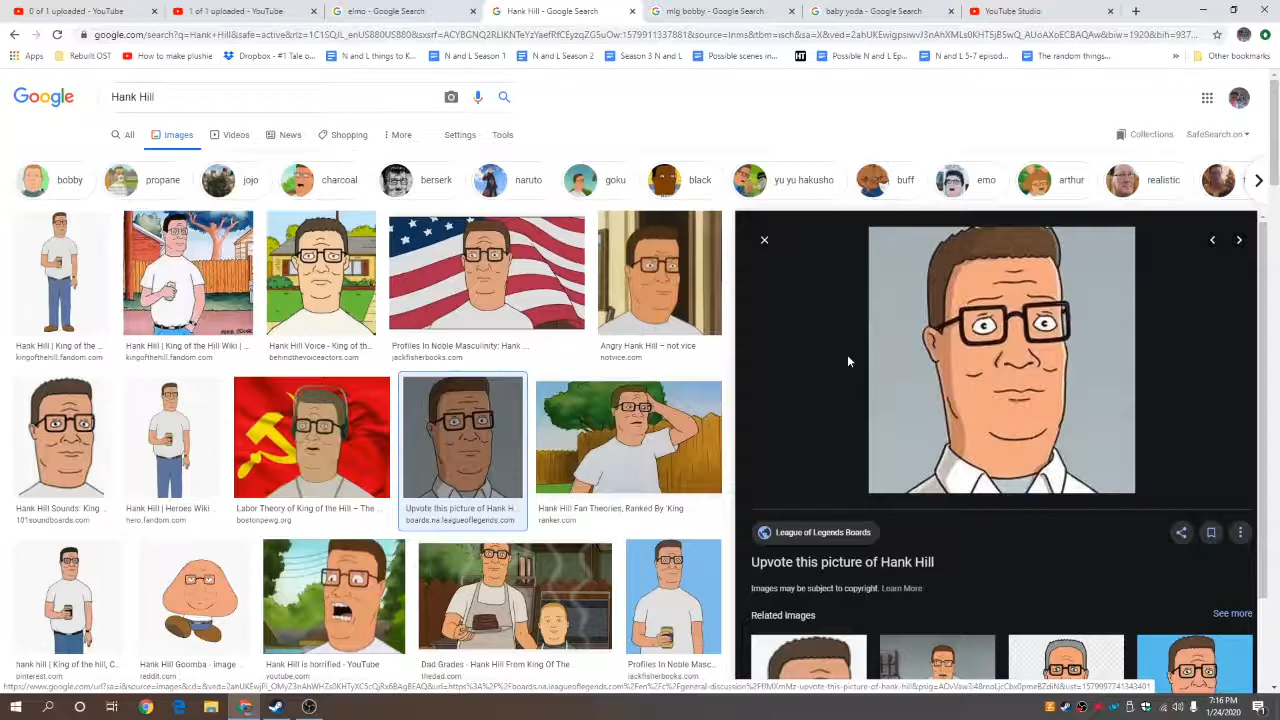 0 of 1 uploaded - YouTube
0 of 1 uploaded - YouTube
elmo - Google Search
Hank Hill - Google Search
mlg bobby - Google Search
baby yoda - Google Search
YouTube Studio
Apps
Rebuilt OST
How to make plushie
Dropbox - #1 Tale o...
N and L things to K...
N and L Season 1
N and L Season 2
Season 3 N and L
Possible scenes in...
HT
Possible N and L Ep...
N and L 5-7 episod...
The random things...
Other bookmarks
Google
Hank Hill
All
Images
Videos
News
Shopping
More
Settings
Tools
Collections
SafeSearch on
bobby
propane
jojo
charcoal
berserk
naruto
goku
black
yu yu hakusho
buff
emo
arthur
realistic
Hank Hill | King of the ...
kingofthehill.fandom.com
Hank Hill | King of the Hill Wiki | ...
kingofthehill.fandom.com
Hank Hill Voice - King of th...
behindthevoiceactors.com
Profiles In Noble Masculinity: Hank ...
jackfisherbooks.com
Angry Hank Hill – not vice
notvice.com
Hank Hill Sounds: King ...
101soundboards.com
Hank Hill | Heroes Wiki ...
hero.fandom.com
Labor Theory of King of the Hill – The ...
bostonpewg.org
Upvote this picture of Hank H...
boards.na.leagueoflegends.com
Hank Hill Fan Theories, Ranked By 'King
ranker.com
League of Legends Boards
Upvote this picture of Hank Hill
Images may be subject to copyright. Learn More
Related images
See more
hank hill | King of the hill, C...
pinterest.com
Hank Hill Goomba - image ...
reddit.com
Hank Hill is horrified - YouTube
youtube.com
Dad Grades - Hank Hill From King Of The...
thedad.com
Profiles In Noble Masc...
jackfisherbooks.com
7:16 PM
1/24/2020